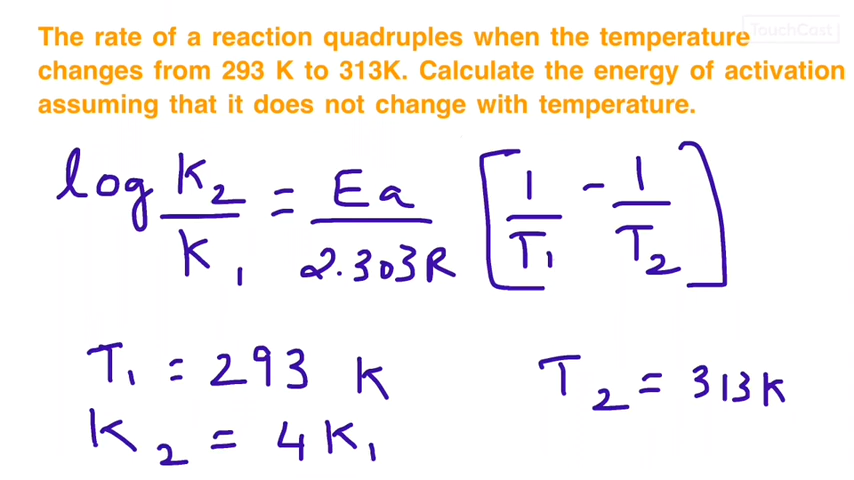 TouchCast
The rate of a reaction quadruples when the temperature
changes from 293 K to 313K. Calculate the energy of activation
assuming that it does not change with temperature.
log K₂/K₁ = Ea/2.303R [1/T₁ - 1/T₂]
T₁ = 293 K
T₂ = 313K
K₂ = 4K₁